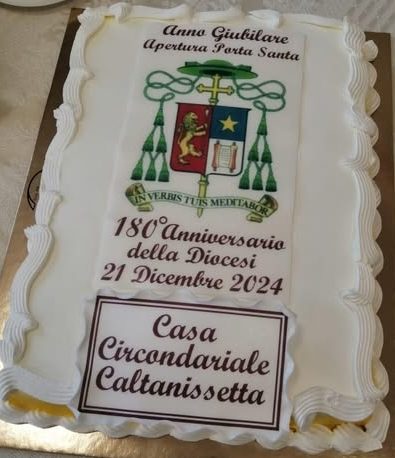 Anno Giubilare
Apertura Porta Santa
IN VERBIS TUIS MEDITABOR
180° Anniversario
della Diocesi
21 Dicembre 2024
Casa
Circondariale
Caltanissetta